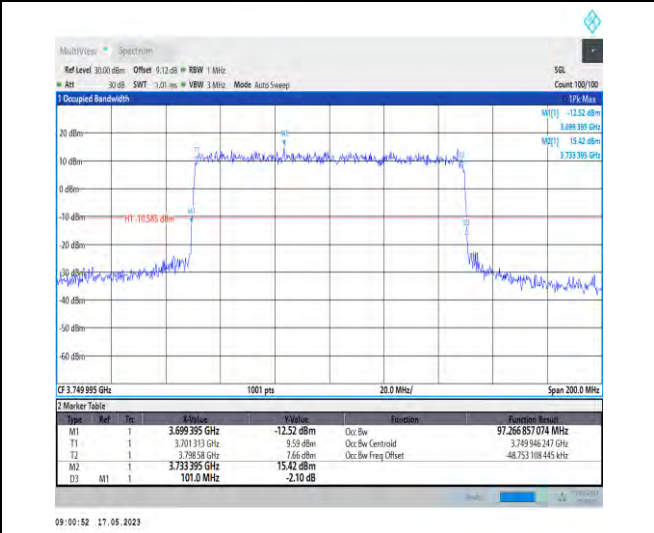 MultiView Spectrum
Ref Level 30.00 dBm Offset 9.12 dB RBW 1 MHz SGL
Att 30 dB SWT 1.01 ms VBW 3 MHz Mode Auto Sweep Count 100/100
1 Occupied Bandwidth 1Pk Max
M1[1] -12.52 dBm
3.699 395 GHz
20 dBm M2 M2[1] 15.42 dBm
3.733 395 GHz
10 dBm T1 T2
0 dBm
-10 dBm H1 -10.585 dBm M1 D3
-20 dBm
-30 dBm
-40 dBm
-50 dBm
-60 dBm
CF 3.749 995 GHz 1001 pts 20.0 MHz/ Span 200.0 MHz
2 Marker Table
Type Ref Trc X-Value Y-Value Function Function Result
M1 1 3.699 395 GHz -12.52 dBm Occ Bw 97.266 857 074 MHz
T1 1 3.701 313 GHz 9.59 dBm Occ Bw Centroid 3.749 946 247 GHz
T2 1 3.798 58 GHz 7.66 dBm Occ Bw Freq Offset -48.753 108 445 kHz
M2 1 3.733 395 GHz 15.42 dBm
D3 M1 1 101.0 MHz -2.10 dB
09:00:52 17.05.2023